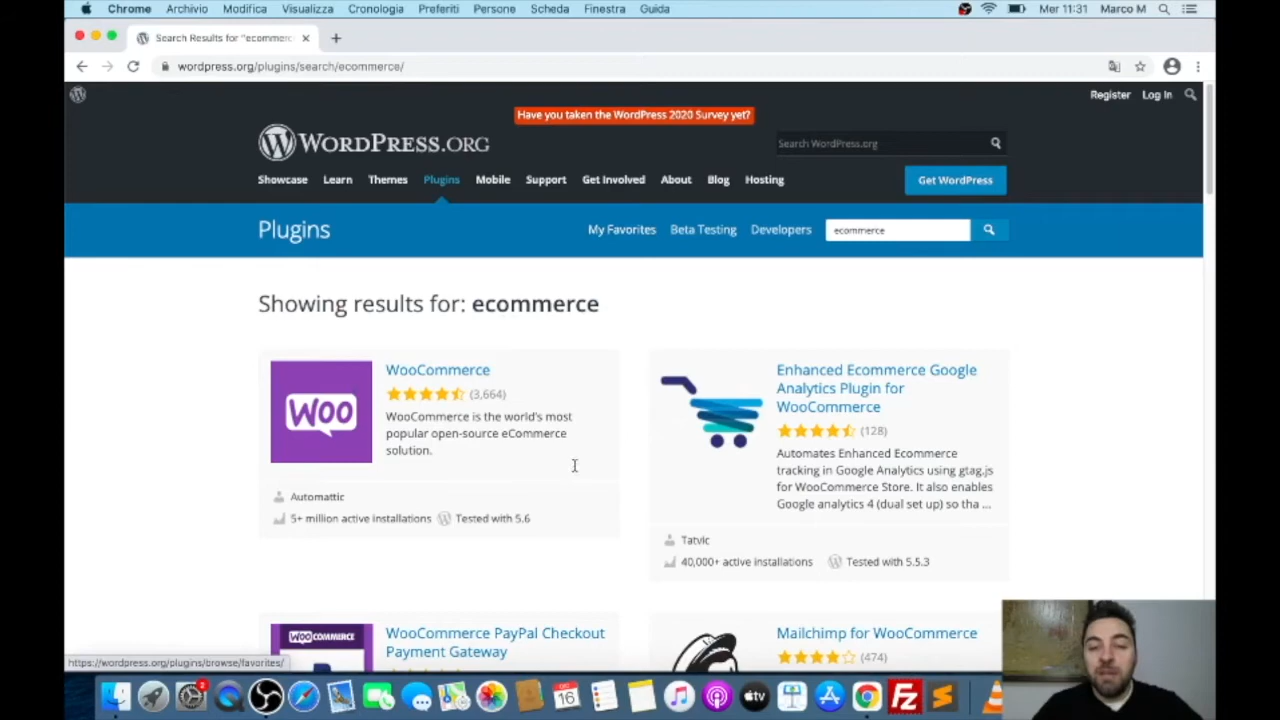 Chrome Archivio Modifica Visualizza Cronologia Preferiti Persone Scheda Finestra Guida Mer 11:31 Marco M
Search Results for "ecommerc
wordpress.org/plugins/search/ecommerce/
Register Log In
Have you taken the WordPress 2020 Survey yet?
WORDPRESS.ORG
Search WordPress.org
Showcase Learn Themes Plugins Mobile Support Get Involved About Blog Hosting
Get WordPress
Plugins
My Favorites Beta Testing Developers ecommerce
Showing results for: ecommerce
WOO
WooCommerce
(3,664)
WooCommerce is the world's most
popular open-source eCommerce
solution.
Automattic
5+ million active installations Tested with 5.6
Enhanced Ecommerce Google
Analytics Plugin for
WooCommerce
(128)
Automates Enhanced Ecommerce
tracking in Google Analytics using gtag.js
for WooCommerce Store. It also enables
Google analytics 4 (dual set up) so tha ...
Tatvic
40,000+ active installations Tested with 5.5.3
WOO COMMERCE
WooCommerce PayPal Checkout
Payment Gateway
Mailchimp for WooCommerce
(474)
https://wordpress.org/plugins/browse/favorites/
2
16
tv
Fz